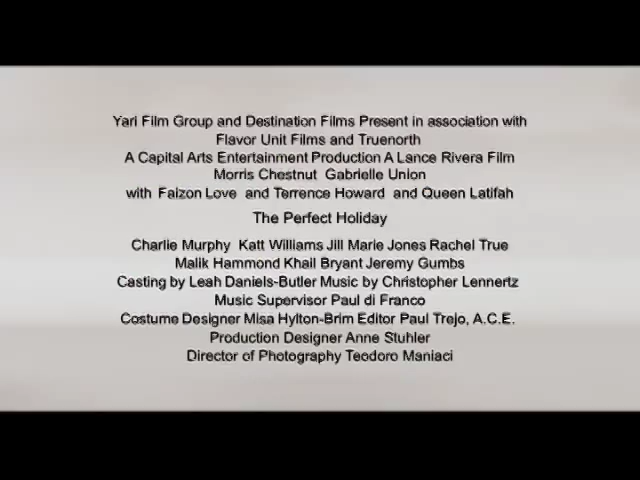 Yari Film Group and Destination Films Present in association with
Flavor Unit Films and Truenorth
A Capital Arts Entertainment Production A Lance Rivera Film
Morris Chestnut Gabrielle Union
with Faizon Love and Terrence Howard and Queen Latifah
The Perfect Holiday
Charlie Murphy Katt Williams Jill Marie Jones Rachel True
Malik Hammond Khail Bryant Jeremy Gumbs
Casting by Leah Daniels-Butler Music by Christopher Lennertz
Music Supervisor Paul di Franco
Costume Designer Misa Hylton-Brim Editor Paul Trejo, A.C.E.
Production Designer Anne Stuhler
Director of Photography Teodoro Maniaci